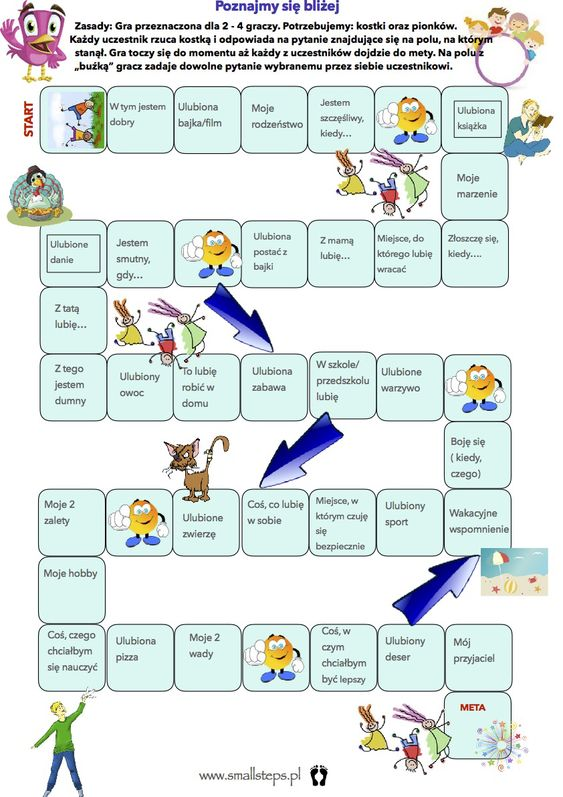 Poznajmy się bliżej
Zasady: Gra przeznaczona dla 2 - 4 graczy. Potrzebujemy: kostki oraz pionków.
Każdy uczestnik rzuca kostką i odpowiada na pytanie znajdujące się na polu, na którym
stanął. Gra toczy się do momentu aż każdy z uczestników dojdzie do mety. Na polu z
„buźką" gracz zadaje dowolne pytanie wybranemu przez siebie uczestnikowi.
START
W tym jestem
dobry
Ulubiona
bajka/film
Moje
rodzeństwo
Jestem
szczęśliwy,
kiedy...
Ulubiona
książka
Moje
marzenie
Złoszczę się,
kiedy....
Miejsce, do
którego lubię
wracać
Z mamą
lubię...
Ulubiona
postać z
bajki
Jestem
smutny,
gdy...
Ulubione
danie
Z tatą
lubię...
Z tego
jestem
dumny
Ulubiony
owoc
To lubię
robić w
domu
Ulubiona
zabawa
W szkole/
przedszkolu
lubię
Ulubione
warzywo
Boję się
( kiedy,
czego)
Wakacyjne
wspomnienie
Ulubiony
sport
Miejsce, w
którym czuję
się
bezpiecznie
Coś, co lubię
w sobie
Ulubione
zwierzę
Moje 2
zalety
Moje hobby
Coś, czego
chciałbym
się nauczyć
Ulubiona
pizza
Moje 2
wady
Coś, w
czym
chciałbym
być lepszy
Ulubiony
deser
Mój
przyjaciel
META
www.smallsteps.pl